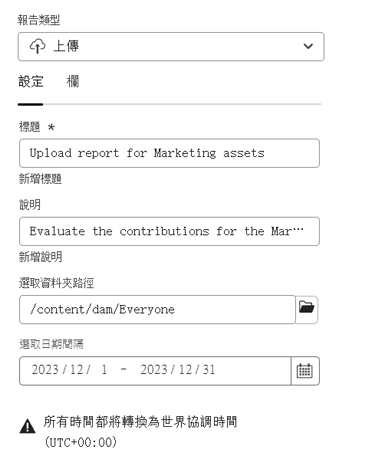 報告類型
上傳
設定 欄
標題 *
Upload report for Marketing assets
新增標題
說明
Evaluate the contributions for the Mar…
新增說明
選取資料夾路徑
/content/dam/Everyone
選取日期間隔
2023/12/ 1 - 2023/12/31
所有時間都將轉換為世界協調時間
(UTC+00:00)